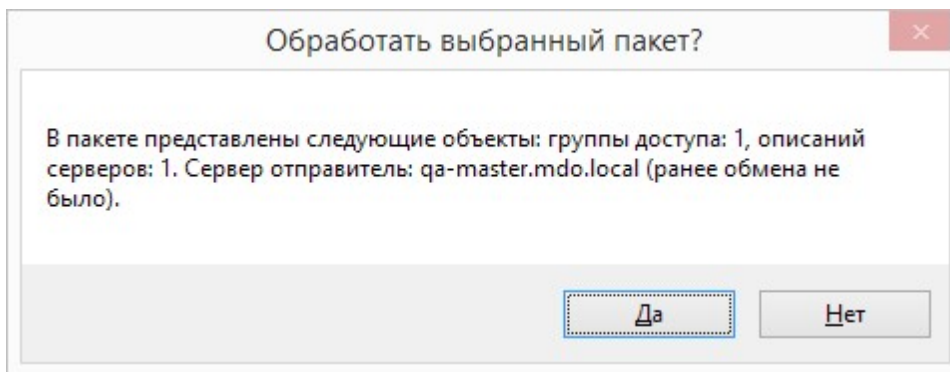 Обработать выбранный пакет?
В пакете представлены следующие объекты: группы доступа: 1, описаний
серверов: 1. Сервер отправитель: qa-master.mdo.local (ранее обмена не
было).
Да
Нет